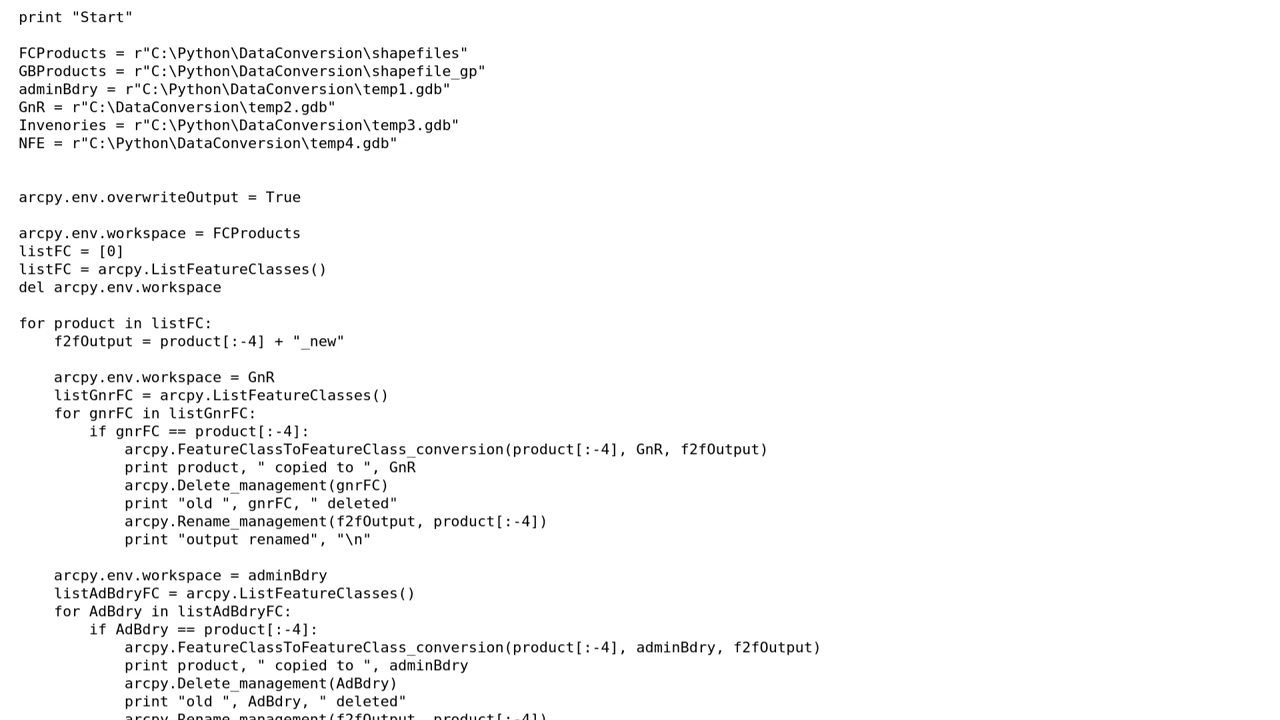 print "Start"

FCProducts = r"C:\Python\DataConversion\shapefiles"
GBProducts = r"C:\Python\DataConversion\shapefile_gp"
adminBdry = r"C:\Python\DataConversion\temp1.gdb"
GnR = r"C:\DataConversion\temp2.gdb"
Invenories = r"C:\Python\DataConversion\temp3.gdb"
NFE = r"C:\Python\DataConversion\temp4.gdb"


arcpy.env.overwriteOutput = True

arcpy.env.workspace = FCProducts
listFC = [0]
listFC = arcpy.ListFeatureClasses()
del arcpy.env.workspace

for product in listFC:
    f2fOutput = product[:-4] + "_new"

    arcpy.env.workspace = GnR
    listGnrFC = arcpy.ListFeatureClasses()
    for gnrFC in listGnrFC:
        if gnrFC == product[:-4]:
            arcpy.FeatureClassToFeatureClass_conversion(product[:-4], GnR, f2fOutput)
            print product, " copied to ", GnR
            arcpy.Delete_management(gnrFC)
            print "old ", gnrFC, " deleted"
            arcpy.Rename_management(f2fOutput, product[:-4])
            print "output renamed", "\n"

    arcpy.env.workspace = adminBdry
    listAdBdryFC = arcpy.ListFeatureClasses()
    for AdBdry in listAdBdryFC:
        if AdBdry == product[:-4]:
            arcpy.FeatureClassToFeatureClass_conversion(product[:-4], adminBdry, f2fOutput)
            print product, " copied to ", adminBdry
            arcpy.Delete_management(AdBdry)
            print "old ", AdBdry, " deleted"
            arcpy.Rename_management(f2fOutput, product[:-4])